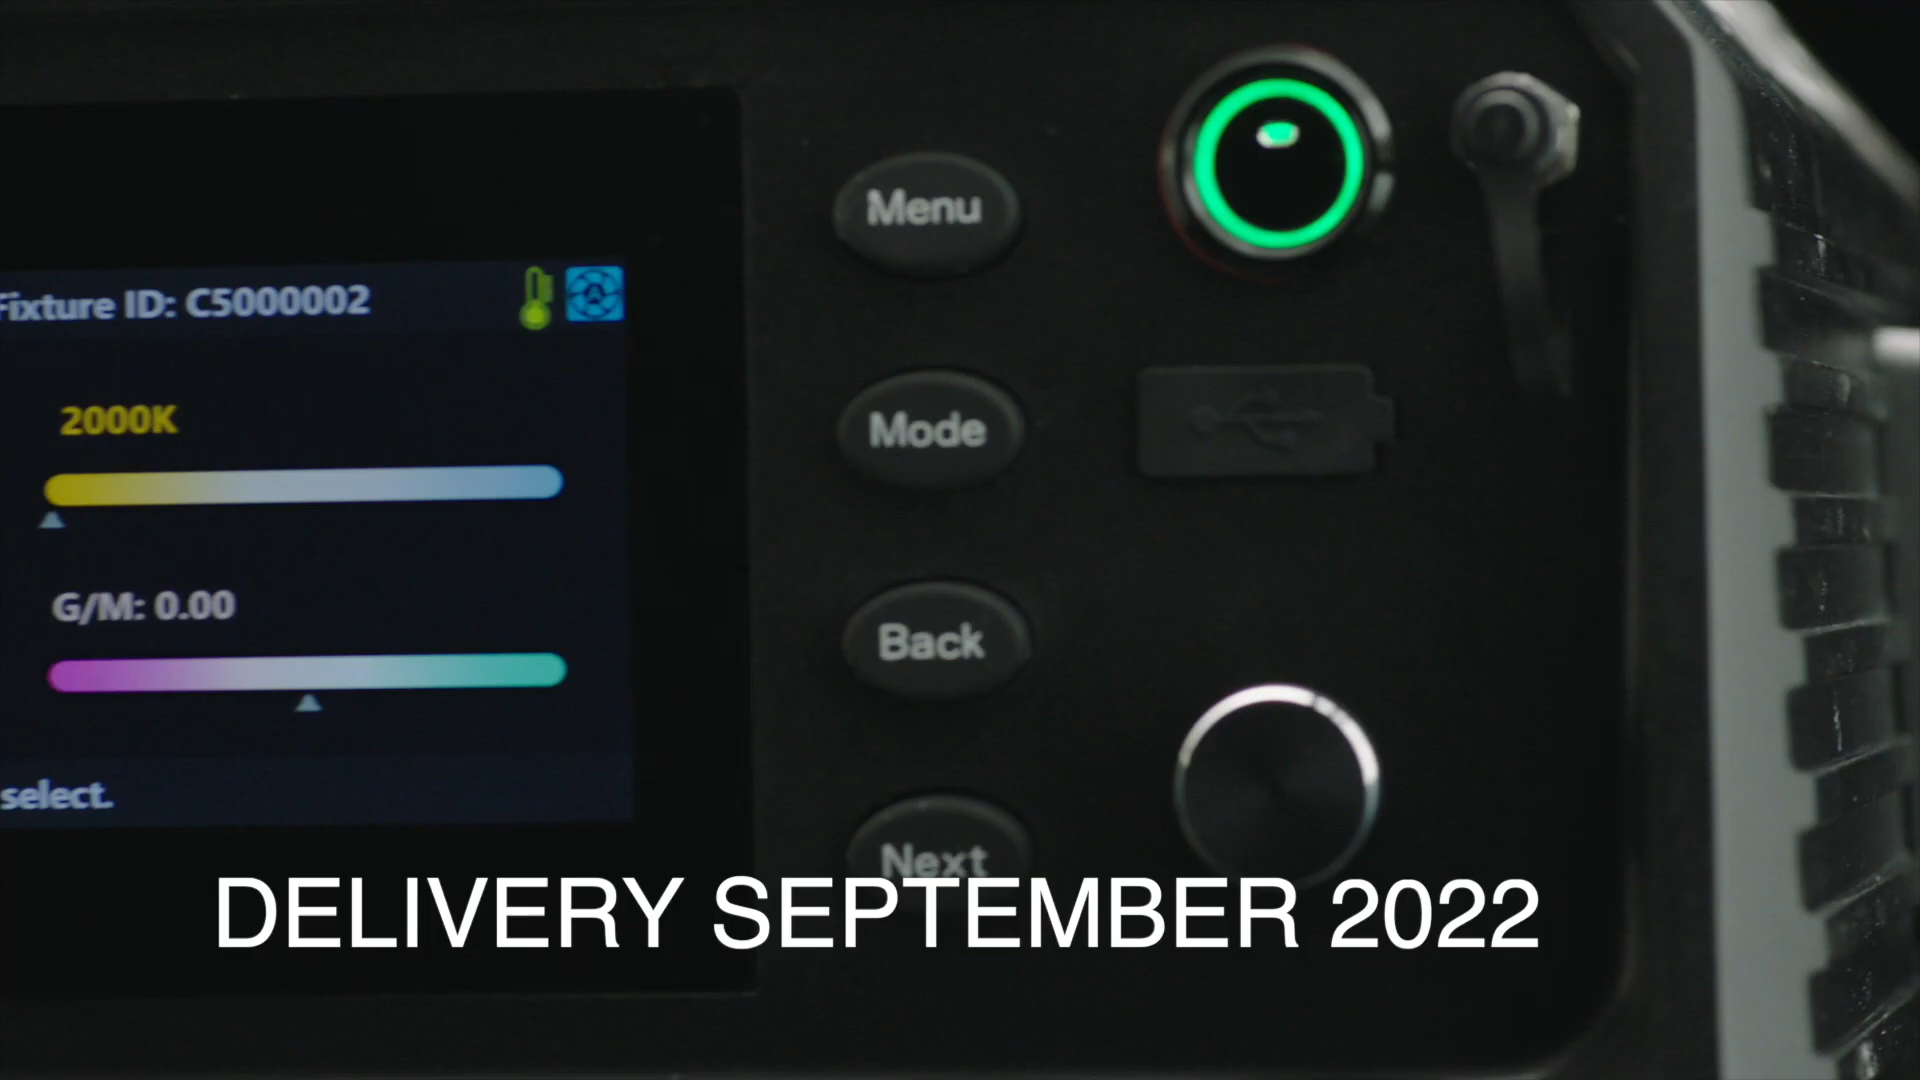 Fixture ID: C5000002
2000K
G/M: 0.00
select.
Menu
Mode
Back
Next
DELIVERY SEPTEMBER 2022